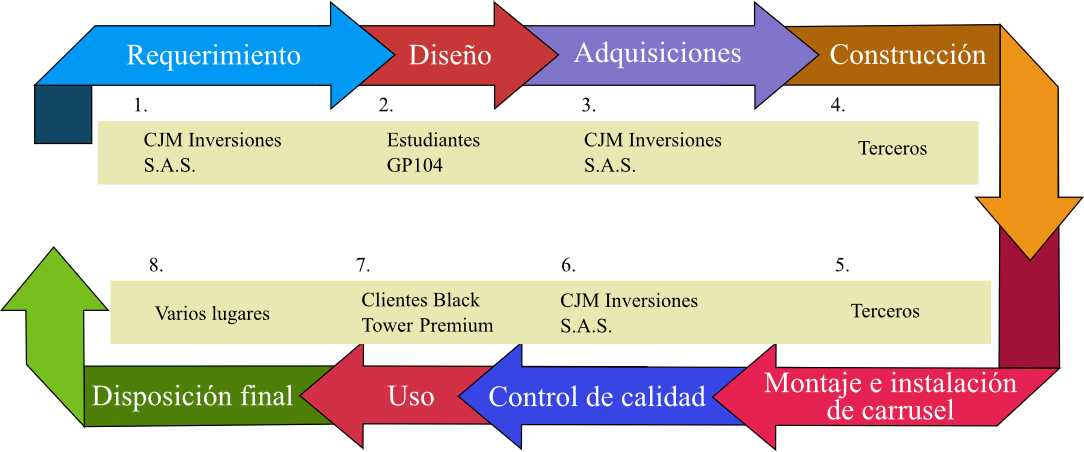 Requerimiento
Diseño
Adquisiciones
Construcción
1.
2.
3.
4.
CJM Inversiones
S.A.S.
Estudiantes
GP104
CJM Inversiones
S.A.S.
Terceros
8.
7.
6.
5.
Varios lugares
Clientes Black
Tower Premium
CJM Inversiones
S.A.S.
Terceros
Disposición final
Uso
Control de calidad
Montaje e instalación
de carrusel